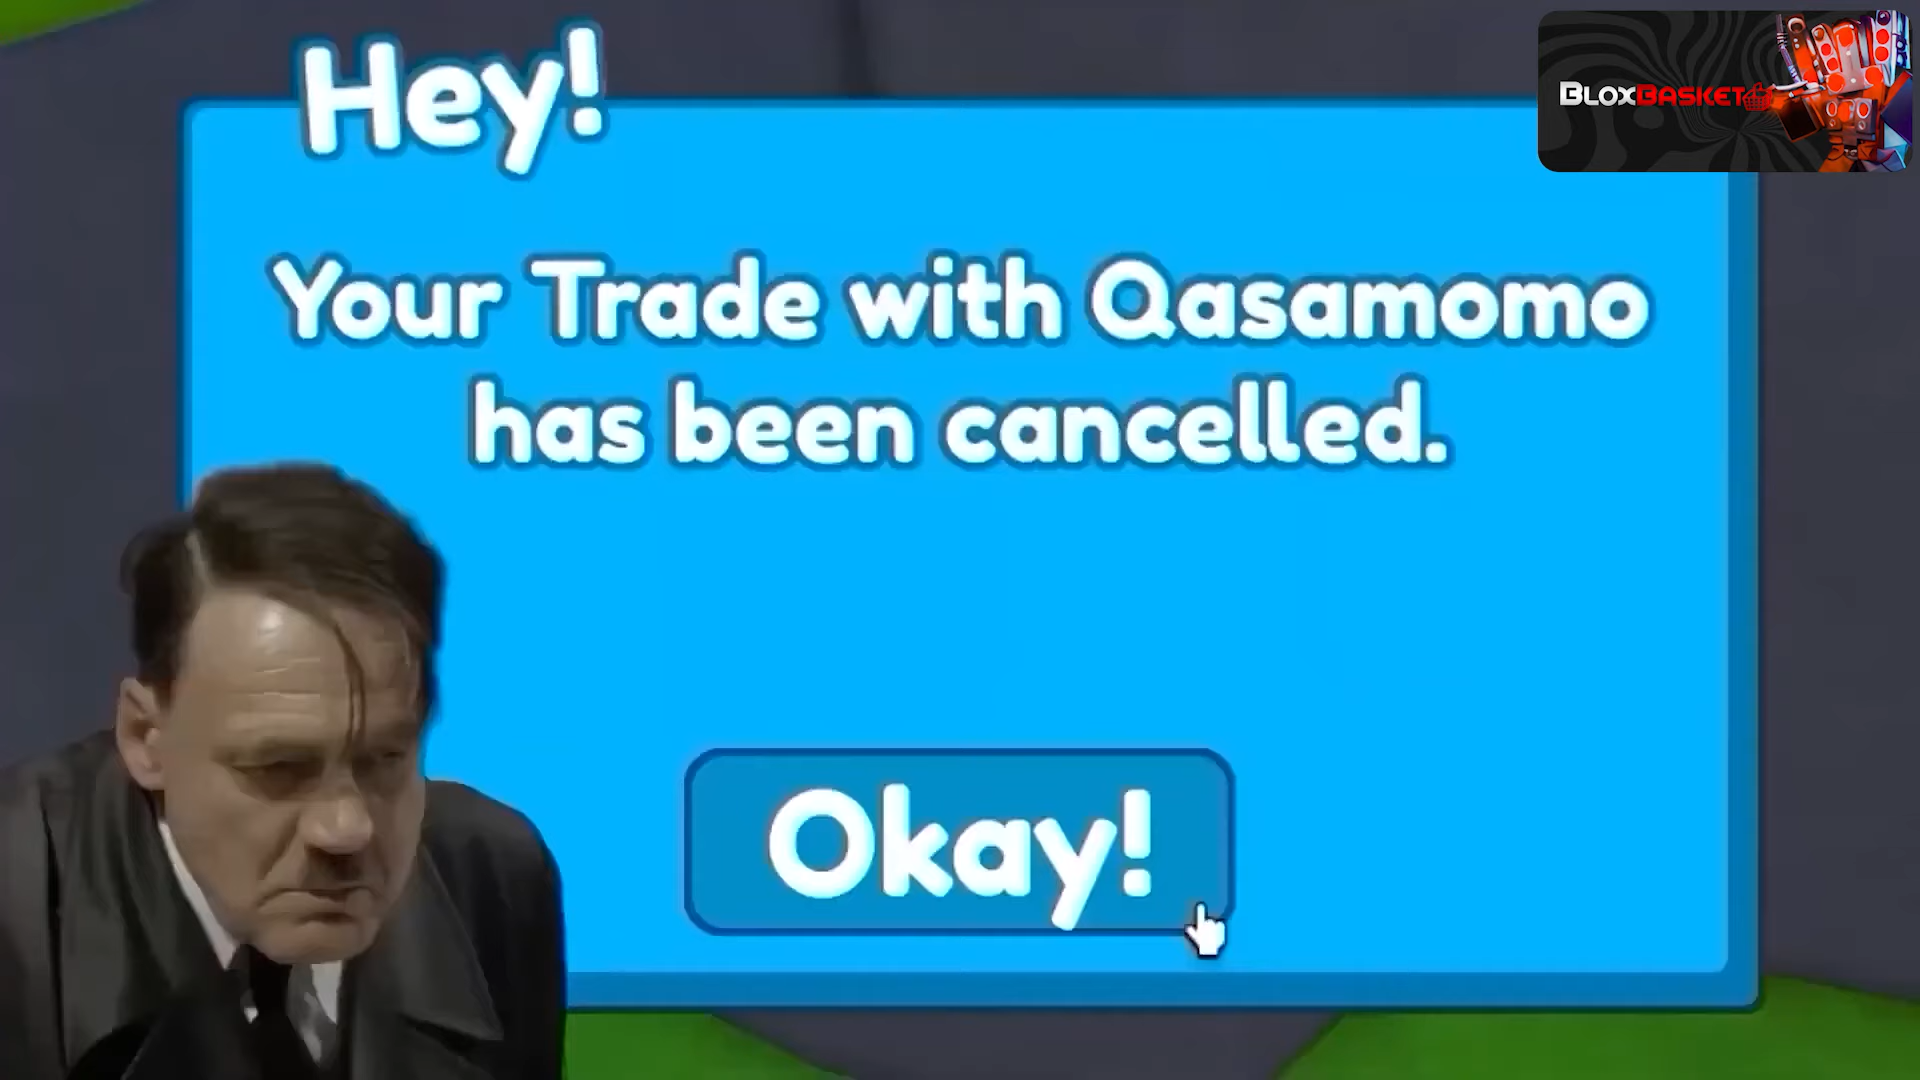 Hey!
BLOXBASKET
Your Trade with Qasamomo
has been cancelled.
Okay!